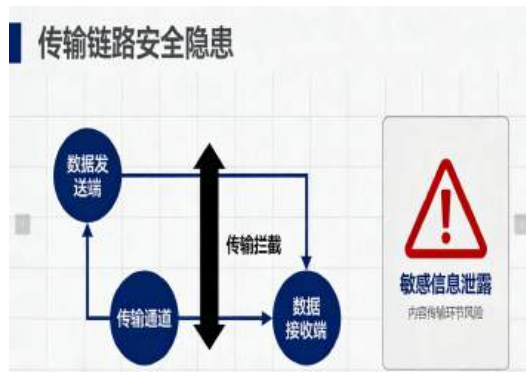 传输链路安全隐患
数据发
送端
传输拦截
传输通道
数据
接收端
敏感信息泄露
内容传输环节风险